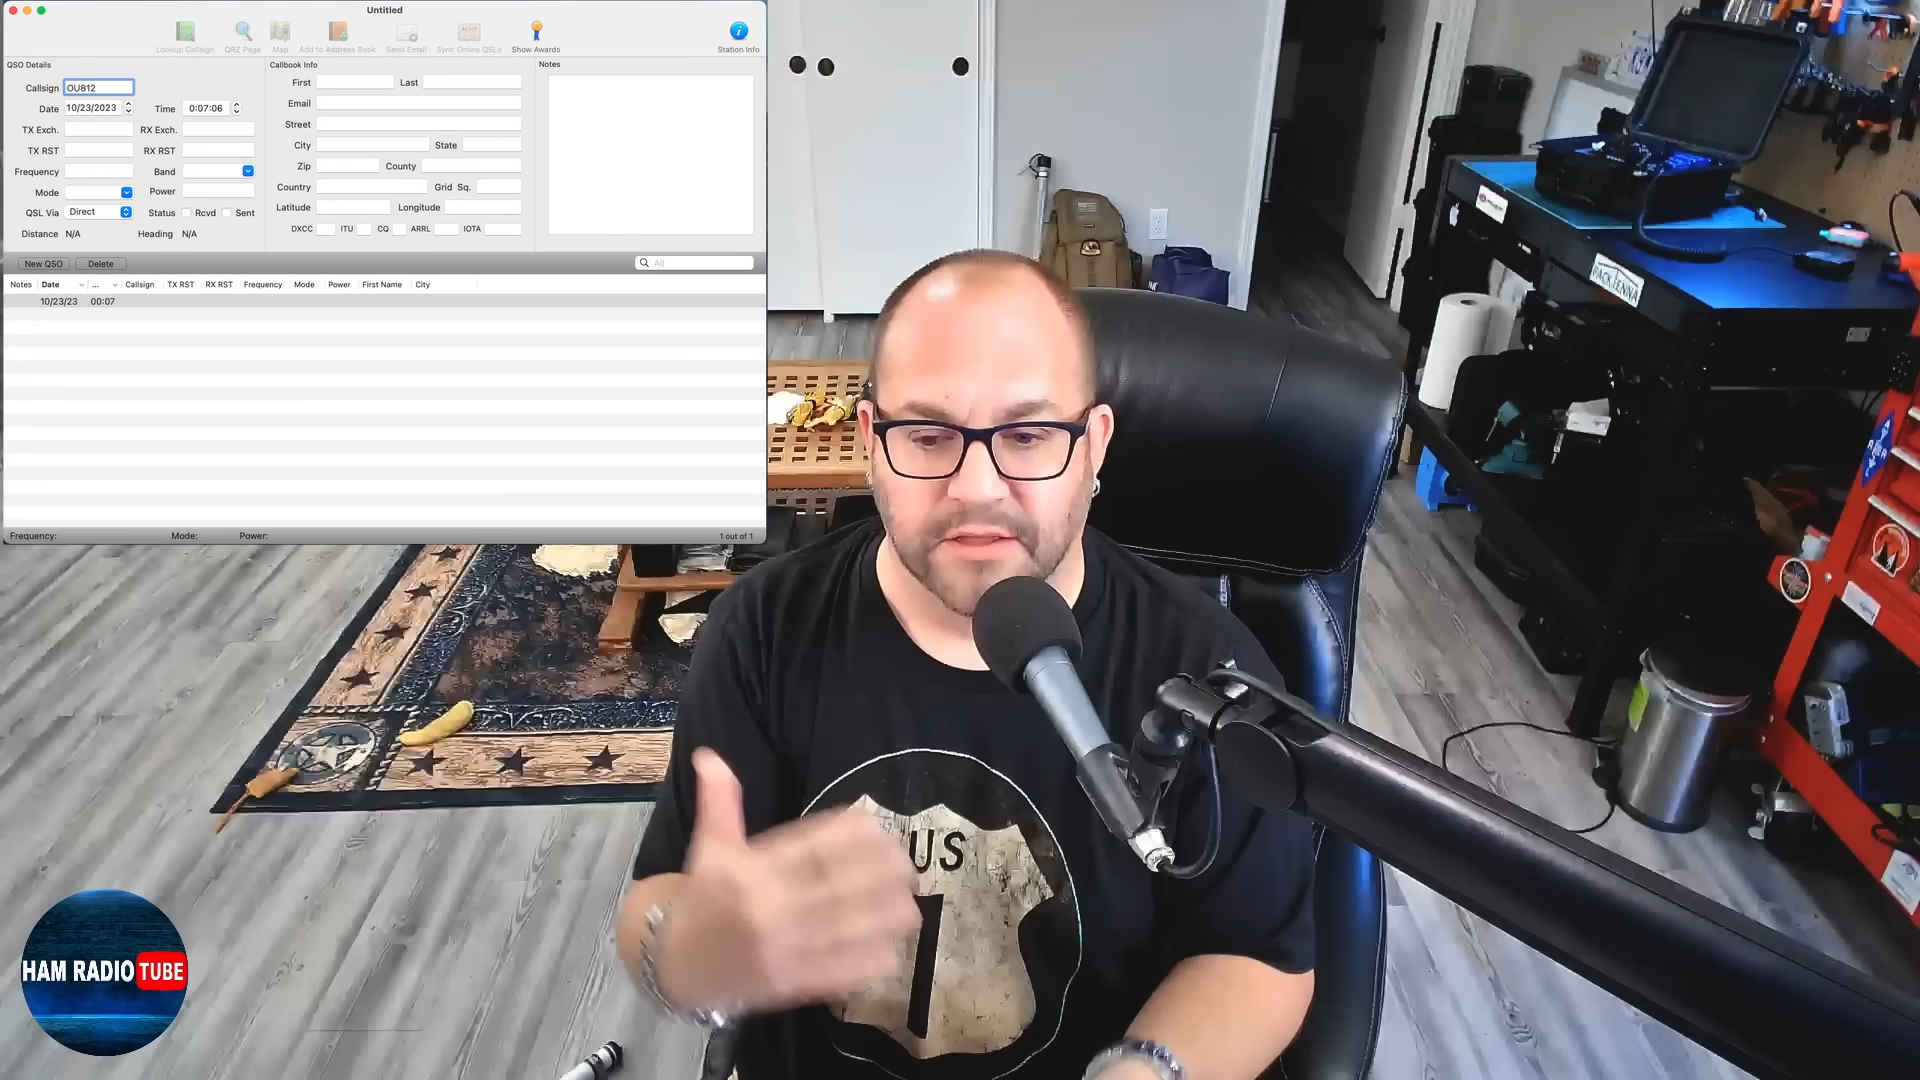 Untitled
Lookup Callsign QRZ Page Map Add to Address Book Send Email Sync Online QSLs Show Awards Station Info
QSO Details
Callsign OU812
Date 10/23/2023 Time 0:07:06
TX Exch. RX Exch.
TX RST RX RST
Frequency Band
Mode Power
QSL Via Direct Status Rcvd Sent
Distance N/A Heading N/A
Callbook Info
First Last
Email
Street
City State
Zip County
Country Grid Sq.
Latitude Longitude
DXCC ITU CQ ARRL IOTA
Notes
New QSO Delete All
Notes Date ... Callsign TX RST RX RST Frequency Mode Power First Name City
10/23/23 00:07
Frequency: Mode: Power: 1 out of 1
PACKTENNA
US
1
HAM RADIO TUBE